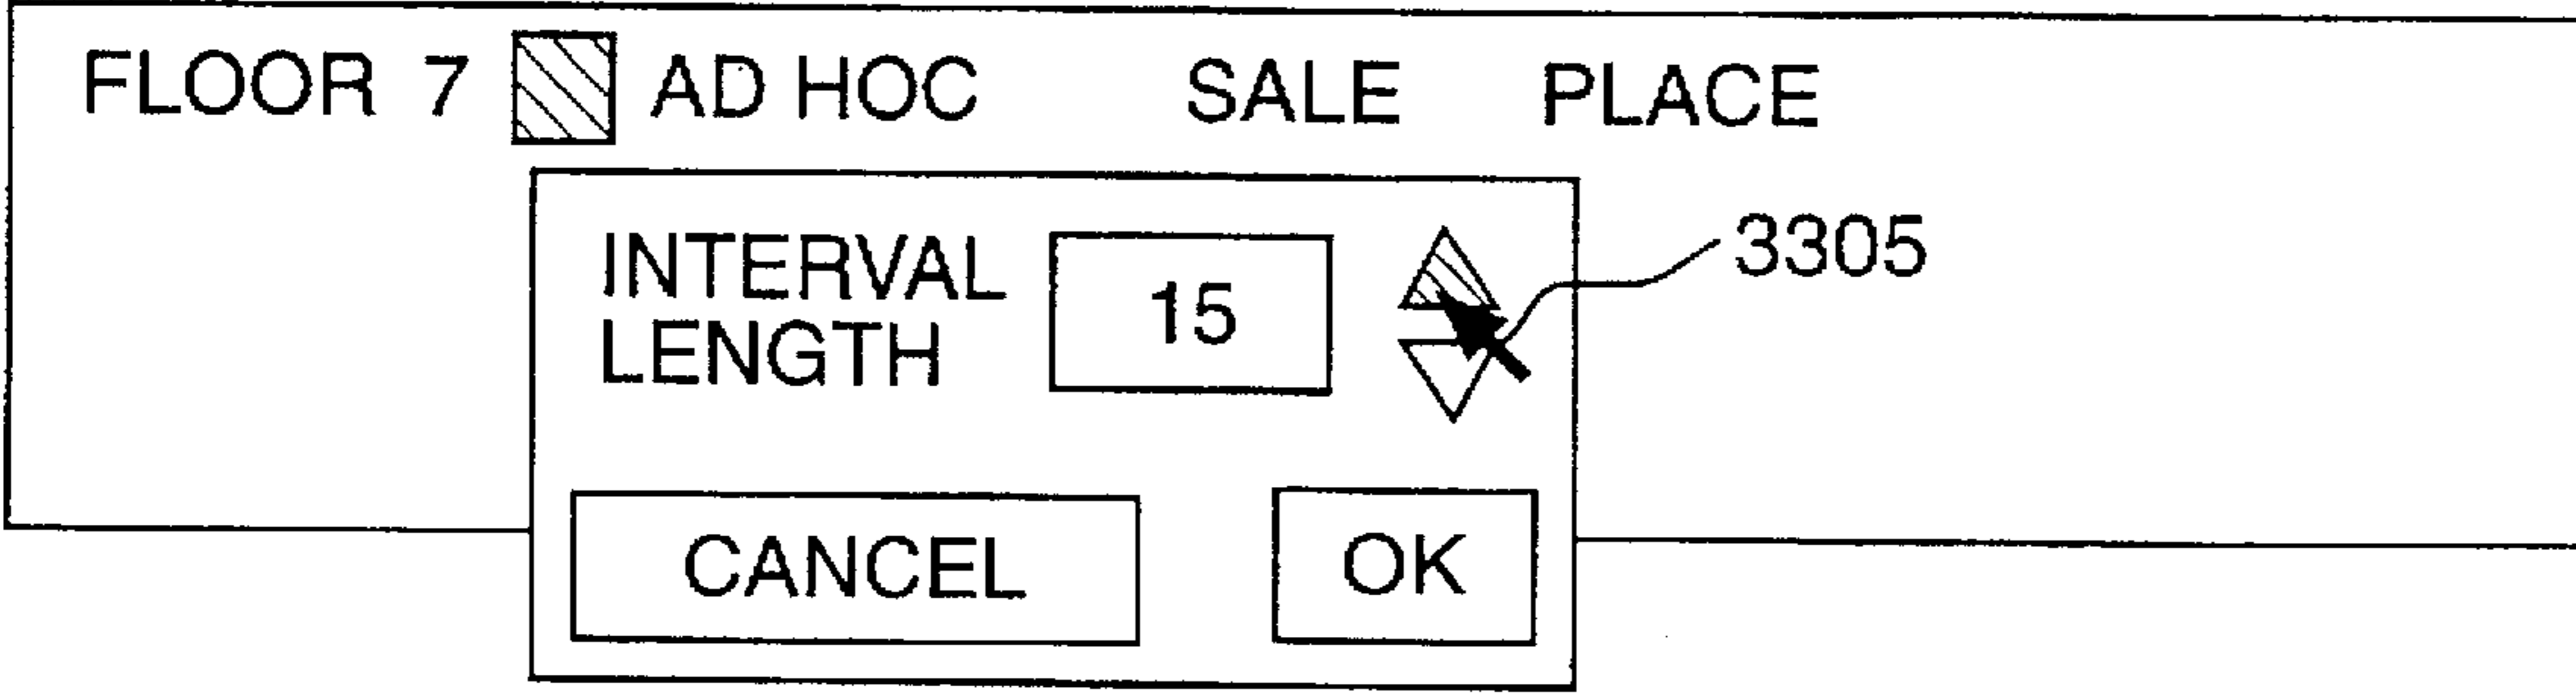 FLOOR 7 AD HOC SALE PLACE
INTERVAL
LENGTH
15
3305
CANCEL OK